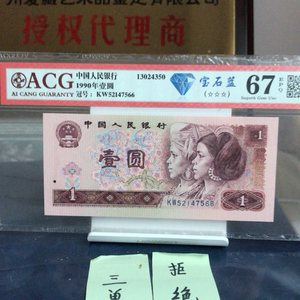 授权代理商
ACG
AI CANG GUARANTY
中国人民银行
1990年壹圆
冠号：KW52147566
13024350
宝石蓝
(☆☆☆)
67 EPQ
Superb Gem Unc
中国人民银行
壹圆
1
1
KW52147566
三
拒
绝